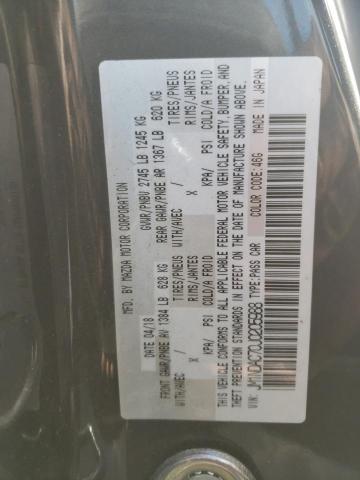 MFD. BY MAZDA MOTOR CORPORATION
DATE 04/18 GVWR/PNBV 2745 LB 1245 KG
FRONT GAWR/PNBE AV 1384 LB 628 KG REAR GAWR/PNBE AR 1367 LB 620 KG
WITH/AVEC TIRES/PNEUS WITH/AVEC TIRES/PNEUS
X RIMS/JANTES X RIMS/JANTES
KPA/ PSI COLD/A FROID KPA/ PSI COLD/A FROID
THIS VEHICLE CONFORMS TO ALL APPLICABLE FEDERAL MOTOR VEHICLE SAFETY, BUMPER, AND
THEFT PREVENTION STANDARDS IN EFFECT ON THE DATE OF MANUFACTURE SHOWN ABOVE.
VIN: TYPE: PASS CAR COLOR CODE: 46G MADE IN JAPAN